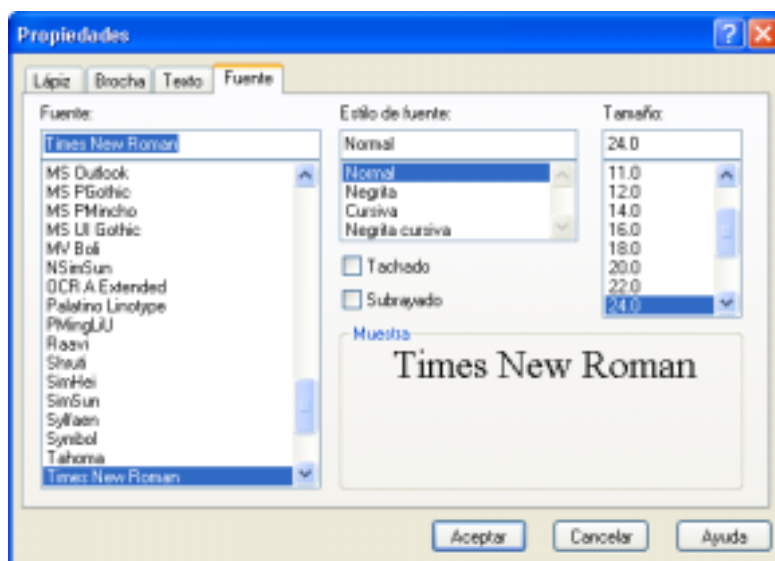 Propiedades
Lápiz Brocha Texto Fuente
Fuente:
Times New Roman
MS Outlook
MS PGothic
MS PMincho
MS UI Gothic
MV Boli
NSimSun
OCR A Extended
Palatino Linotype
PMingLiU
Raavi
Shruti
SimHei
SimSun
Sylfaen
Symbol
Tahoma
Times New Roman
Estilo de fuente:
Normal
Normal
Negrita
Cursiva
Negrita cursiva
Tachado
Subrayado
Tamaño:
24.0
11.0
12.0
14.0
16.0
18.0
20.0
22.0
24.0
Muestra
Times New Roman
Aceptar Cancelar Ayuda